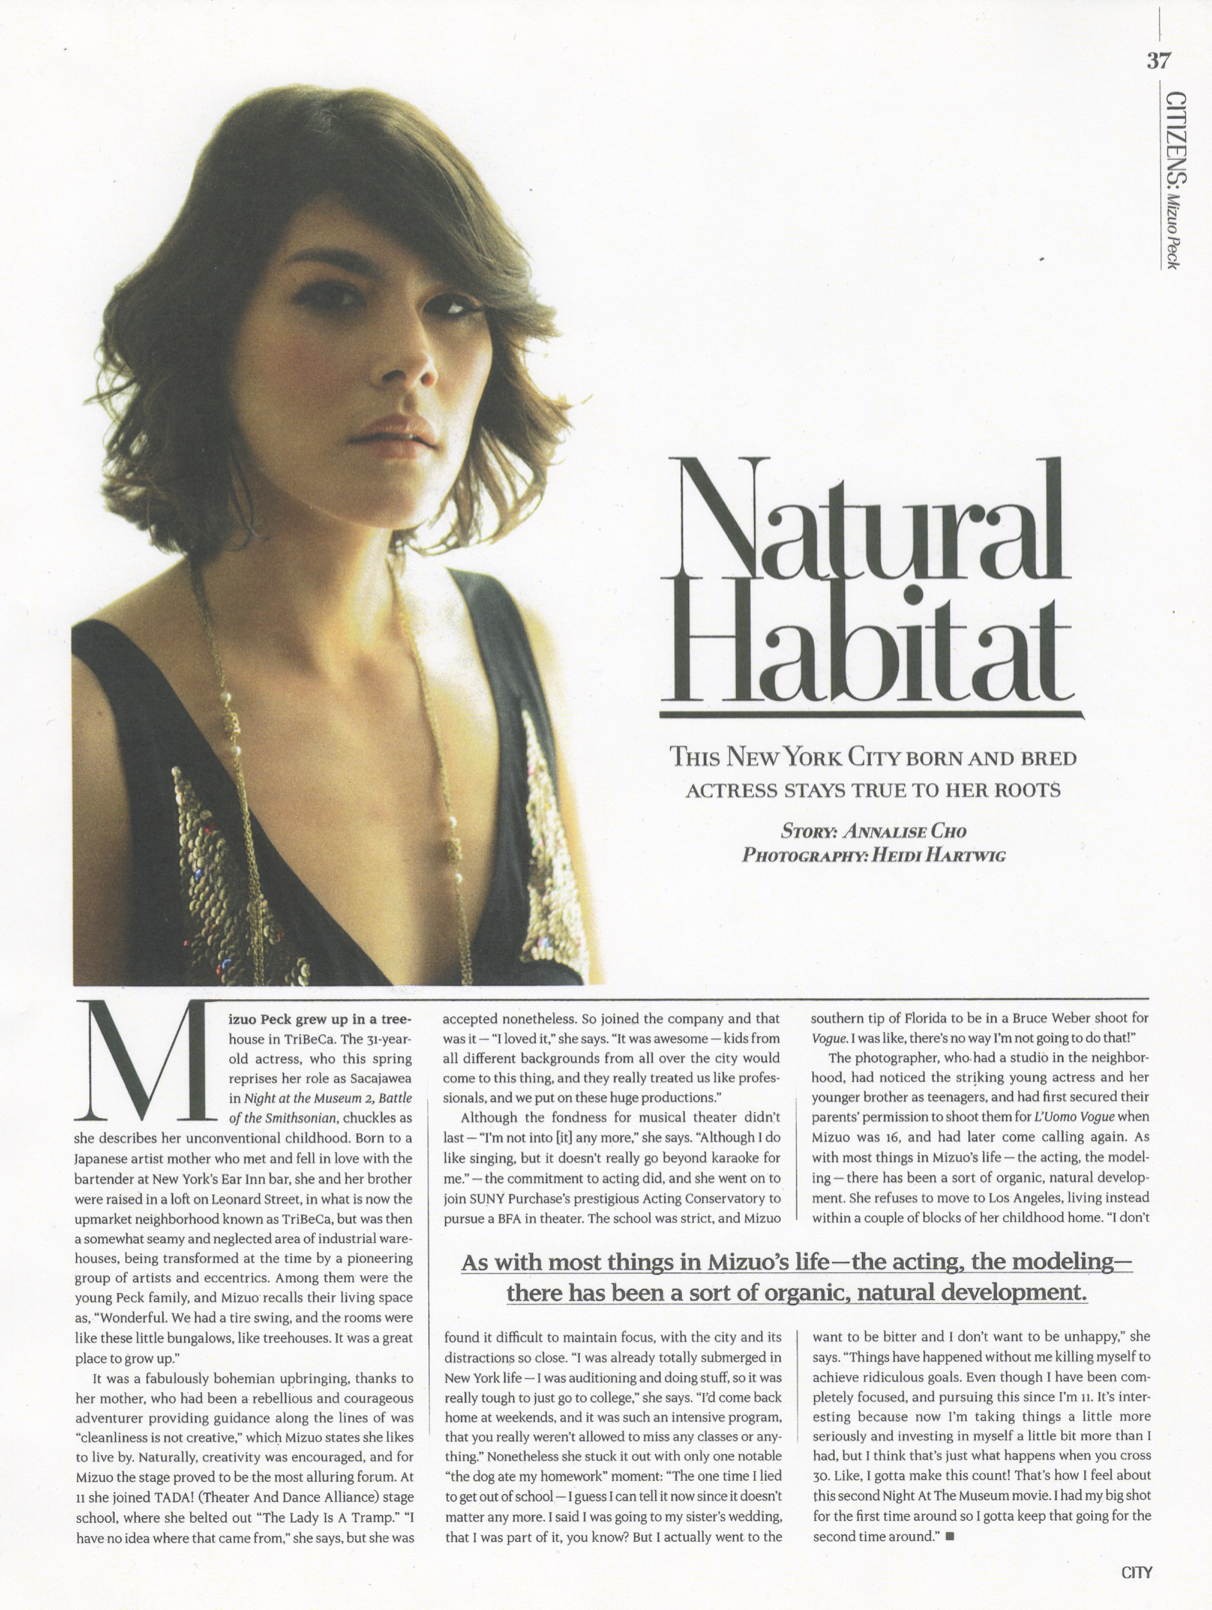 37
CITIZENS: Mizuo Peck
Natural
Habitat
This New York City born and bred
actress stays true to her roots
Story: Annalise Cho
Photography: Heidi Hartwig
Mizuo Peck grew up in a tree-
house in TriBeCa. The 31-year-
old actress, who this spring
reprises her role as Sacajawea
in Night at the Museum 2, Battle
of the Smithsonian, chuckles as
she describes her unconventional childhood. Born to a
Japanese artist mother who met and fell in love with the
bartender at New York's Ear Inn bar, she and her brother
were raised in a loft on Leonard Street, in what is now the
upmarket neighborhood known as TriBeCa, but was then
a somewhat seamy and neglected area of industrial ware-
houses, being transformed at the time by a pioneering
group of artists and eccentrics. Among them were the
young Peck family, and Mizuo recalls their living space
as, “Wonderful. We had a tire swing, and the rooms were
like these little bungalows, like treehouses. It was a great
place to grow up.”
It was a fabulously bohemian upbringing, thanks to
her mother, who had been a rebellious and courageous
adventurer providing guidance along the lines of was
“cleanliness is not creative,” which Mizuo states she likes
to live by. Naturally, creativity was encouraged, and for
Mizuo the stage proved to be the most alluring forum. At
11 she joined TADA! (Theater And Dance Alliance) stage
school, where she belted out “The Lady Is A Tramp.” “I
have no idea where that came from,” she says, but she was
accepted nonetheless. So joined the company and that
was it — “I loved it,” she says. “It was awesome — kids from
all different backgrounds from all over the city would
come to this thing, and they really treated us like profes-
sionals, and we put on these huge productions.”
Although the fondness for musical theater didn't
last — “I'm not into [it] any more,” she says. “Although I do
like singing, but it doesn't really go beyond karaoke for
me.” — the commitment to acting did, and she went on to
join SUNY Purchase's prestigious Acting Conservatory to
pursue a BFA in theater. The school was strict, and Mizuo
southern tip of Florida to be in a Bruce Weber shoot for
Vogue. I was like, there's no way I'm not going to do that!”
The photographer, who had a studio in the neighbor-
hood, had noticed the striking young actress and her
younger brother as teenagers, and had first secured their
parents' permission to shoot them for L'Uomo Vogue when
Mizuo was 16, and had later come calling again. As
with most things in Mizuo's life — the acting, the model-
ing — there has been a sort of organic, natural develop-
ment. She refuses to move to Los Angeles, living instead
within a couple of blocks of her childhood home. “I don't
As with most things in Mizuo's life—the acting, the modeling—
there has been a sort of organic, natural development.
found it difficult to maintain focus, with the city and its
distractions so close. “I was already totally submerged in
New York life — I was auditioning and doing stuff, so it was
really tough to just go to college,” she says. “I'd come back
home at weekends, and it was such an intensive program,
that you really weren't allowed to miss any classes or any-
thing.” Nonetheless she stuck it out with only one notable
“the dog ate my homework” moment: “The one time I lied
to get out of school — I guess I can tell it now since it doesn't
matter any more. I said I was going to my sister's wedding,
that I was part of it, you know? But I actually went to the
want to be bitter and I don't want to be unhappy,” she
says. “Things have happened without me killing myself to
achieve ridiculous goals. Even though I have been com-
pletely focused, and pursuing this since I'm 11. It's inter-
esting because now I'm taking things a little more
seriously and investing in myself a little bit more than I
had, but I think that's just what happens when you cross
30. Like, I gotta make this count! That's how I feel about
this second Night At The Museum movie. I had my big shot
for the first time around so I gotta keep that going for the
second time around.” ■
CITY